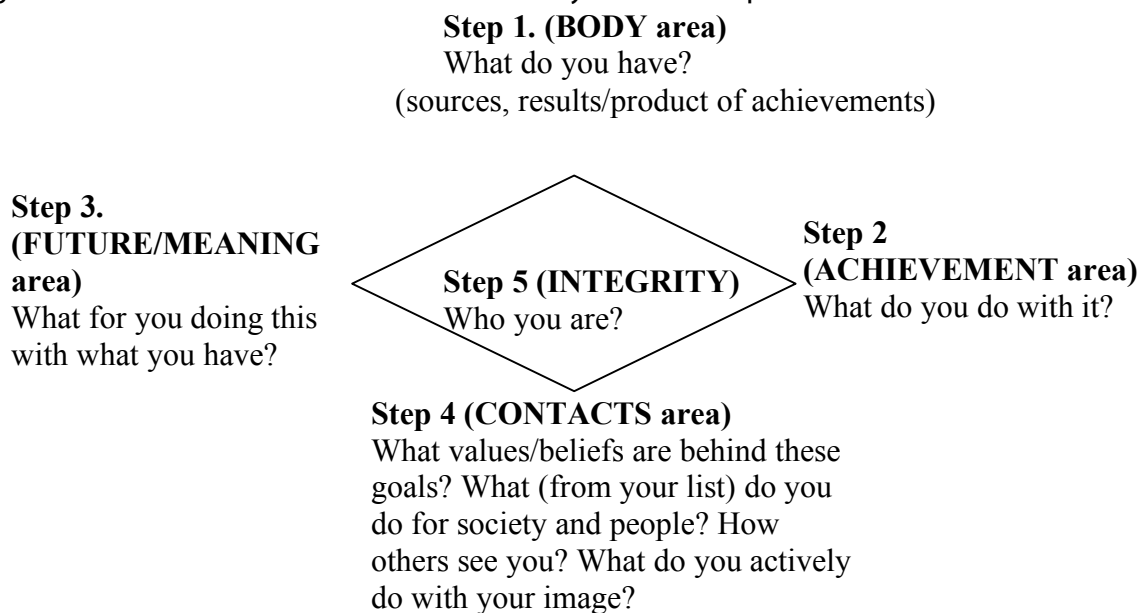 Step 1. (BODY area)
What do you have?
(sources, results/product of achievements)
Step 3.
(FUTURE/MEANING
area)
What for you doing this
with what you have?
Step 5 (INTEGRITY)
Who you are?
Step 2
(ACHIEVEMENT area)
What do you do with it?
Step 4 (CONTACTS area)
What values/beliefs are behind these
goals? What (from your list) do you
do for society and people? How
others see you? What do you actively
do with your image?